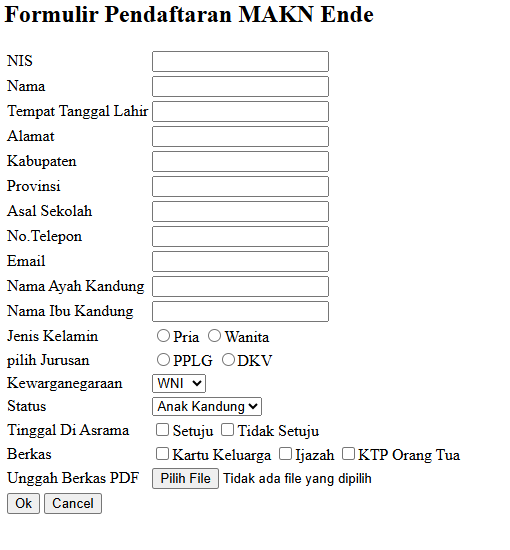 Formulir Pendaftaran MAKN Ende
NIS
Nama
Tempat Tanggal Lahir
Alamat
Kabupaten
Provinsi
Asal Sekolah
No.Telepon
Email
Nama Ayah Kandung
Nama Ibu Kandung
Jenis Kelamin Pria Wanita
pilih Jurusan PPLG DKV
Kewarganegaraan WNI
Status Anak Kandung
Tinggal Di Asrama Setuju Tidak Setuju
Berkas Kartu Keluarga Ijazah KTP Orang Tua
Unggah Berkas PDF Pilih File Tidak ada file yang dipilih
Ok Cancel